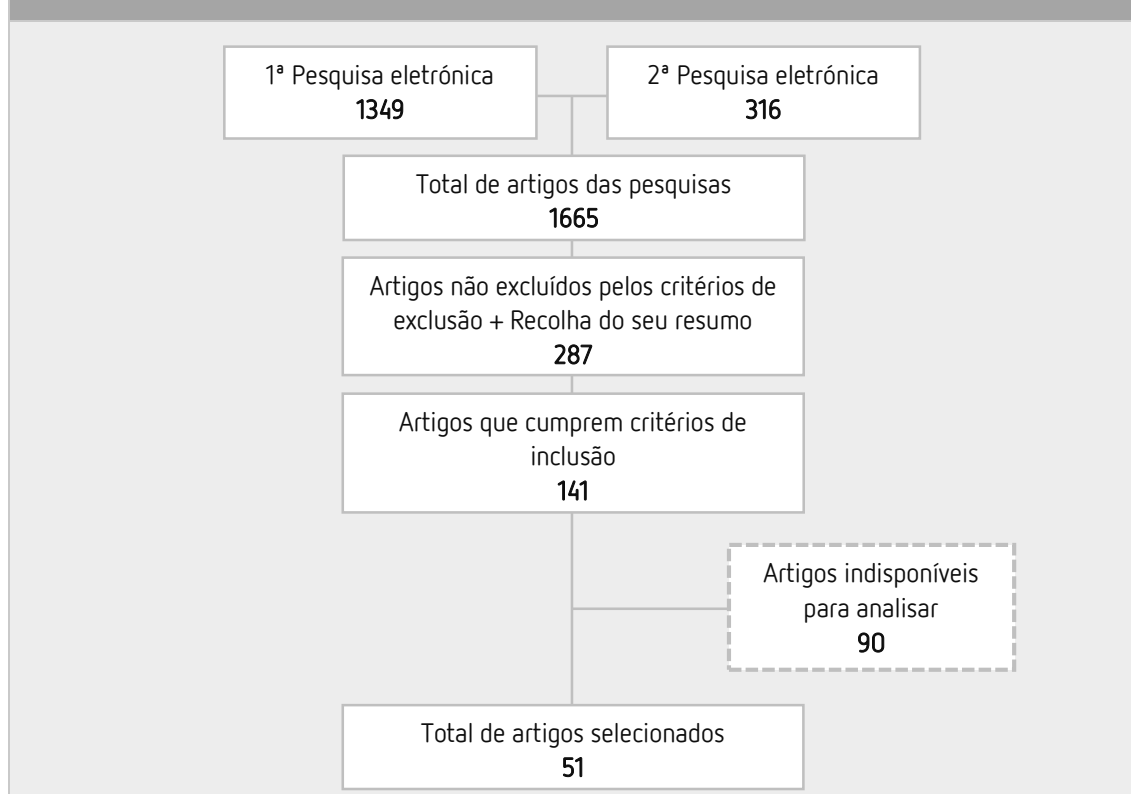 1ª Pesquisa eletrónica
1349
2ª Pesquisa eletrónica
316
Total de artigos das pesquisas
1665
Artigos não excluídos pelos critérios de
exclusão + Recolha do seu resumo
287
Artigos que cumprem critérios de
inclusão
141
Artigos indisponíveis
para analisar
90
Total de artigos selecionados
51